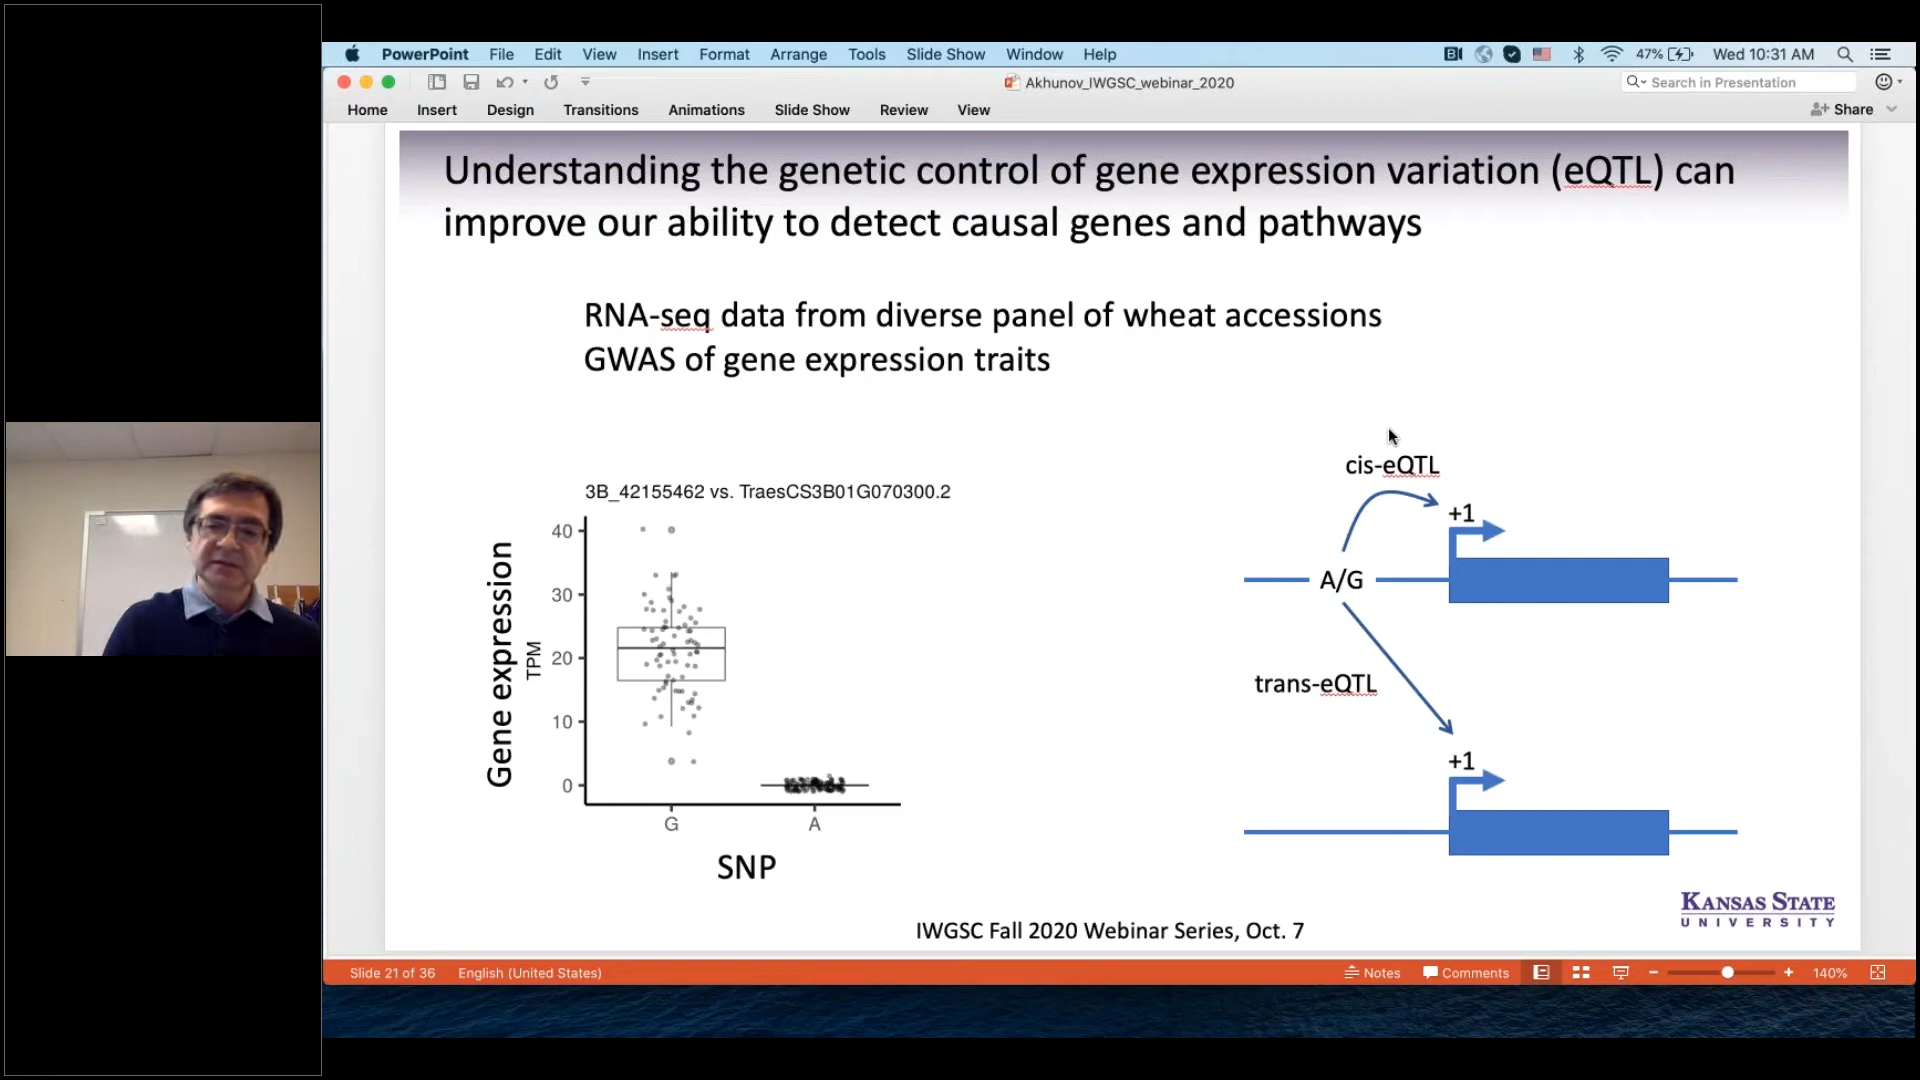 PowerPoint File Edit View Insert Format Arrange Tools Slide Show Window Help 47% Wed 10:31 AM
Akhunov_IWGSC_webinar_2020 Search in Presentation
Home Insert Design Transitions Animations Slide Show Review View Share
Understanding the genetic control of gene expression variation (eQTL) can
improve our ability to detect causal genes and pathways
RNA-seq data from diverse panel of wheat accessions
GWAS of gene expression traits
3B_42155462 vs. TraesCS3B01G070300.2
Gene expression
TPM
40
30
20
10
0
G A
SNP
cis-eQTL
+1
A/G
trans-eQTL
+1
KANSAS STATE
UNIVERSITY
IWGSC Fall 2020 Webinar Series, Oct. 7
Slide 21 of 36 English (United States) Notes Comments 140%